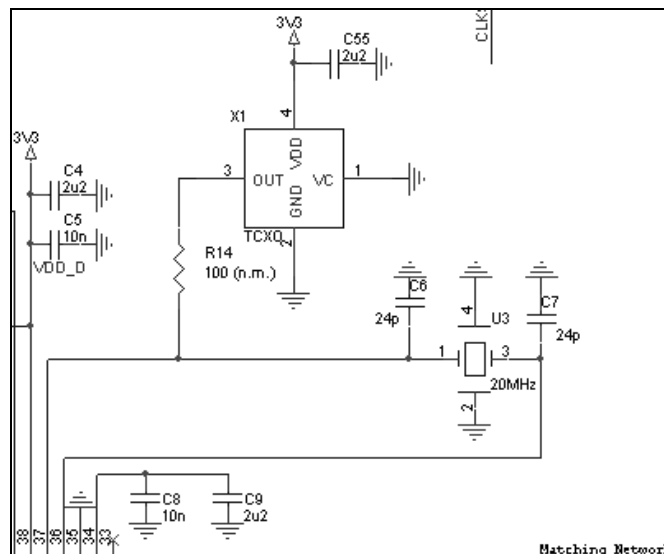 3V3
C55
2u2
CLKS
X1
4
3V3
VDD
3
OUT
VC
1
C4
2u2
GND
C5
10n
TCXO
2
VDD_D
R14
100 (n.m.)
C6
24p
C7
24p
4
U3
1
3
20MHz
2
C8
10n
C9
2u2
38
37
36
35
34
33
Matching Networ